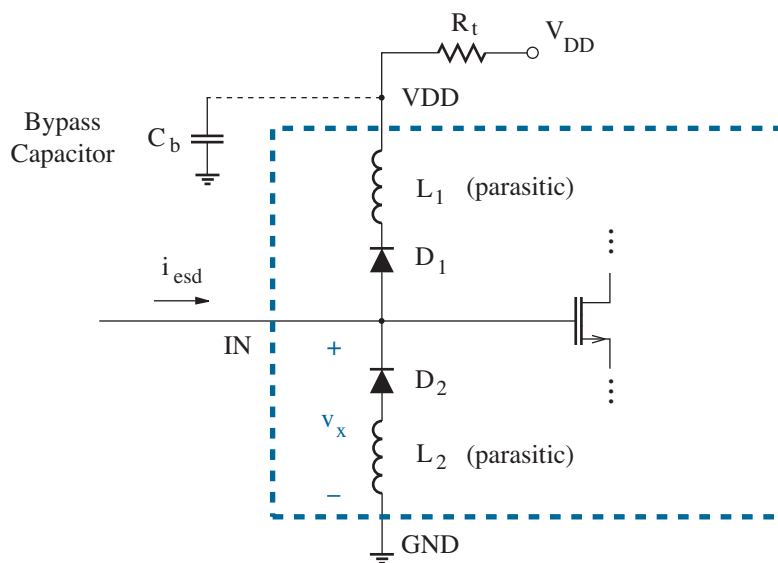 R_t
V_DD
VDD
Bypass
Capacitor
C_b
L_1 (parasitic)
D_1
i_esd
IN
+
D_2
v_x
L_2 (parasitic)
−
GND